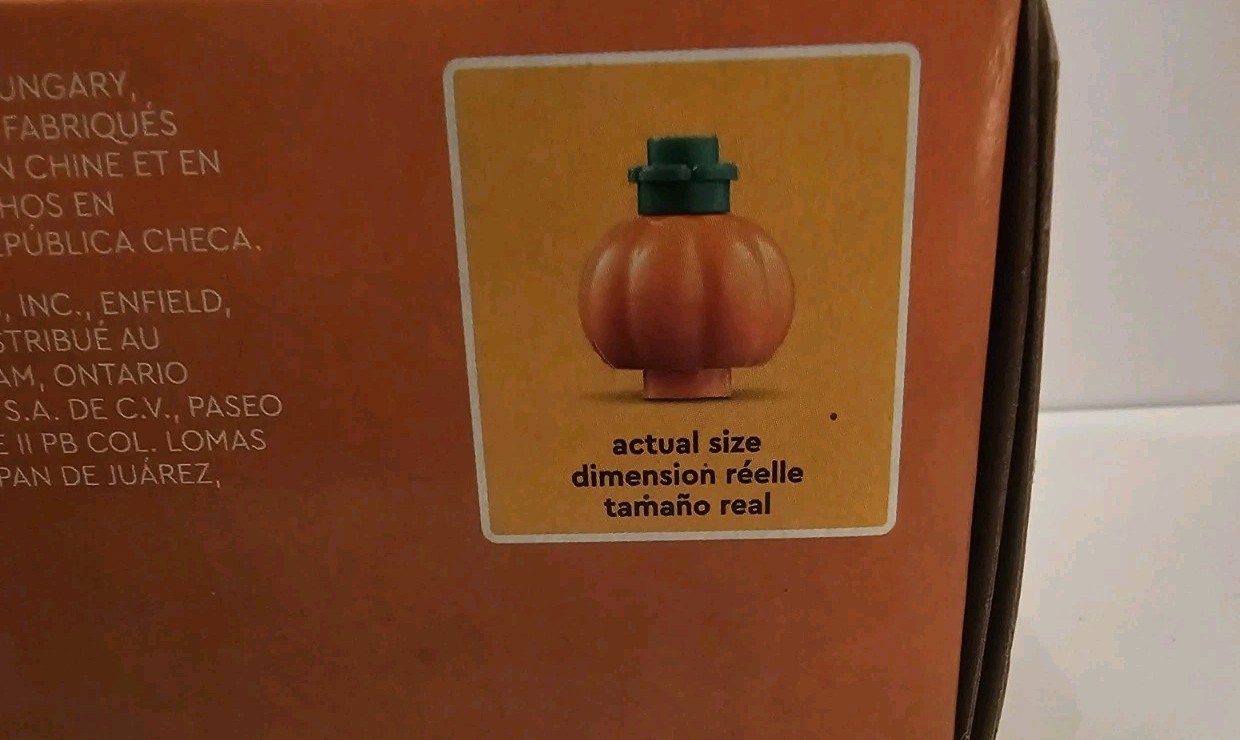 UNGARY,
FABRIQUÉS
N CHINE ET EN
HOS EN
EPÚBLICA CHECA.
, INC., ENFIELD,
STRIBUÉ AU
AM, ONTARIO
S.A. DE C.V., PASEO
E II PB COL. LOMAS
PAN DE JUÁREZ,
actual size
dimension réelle
tamaño real